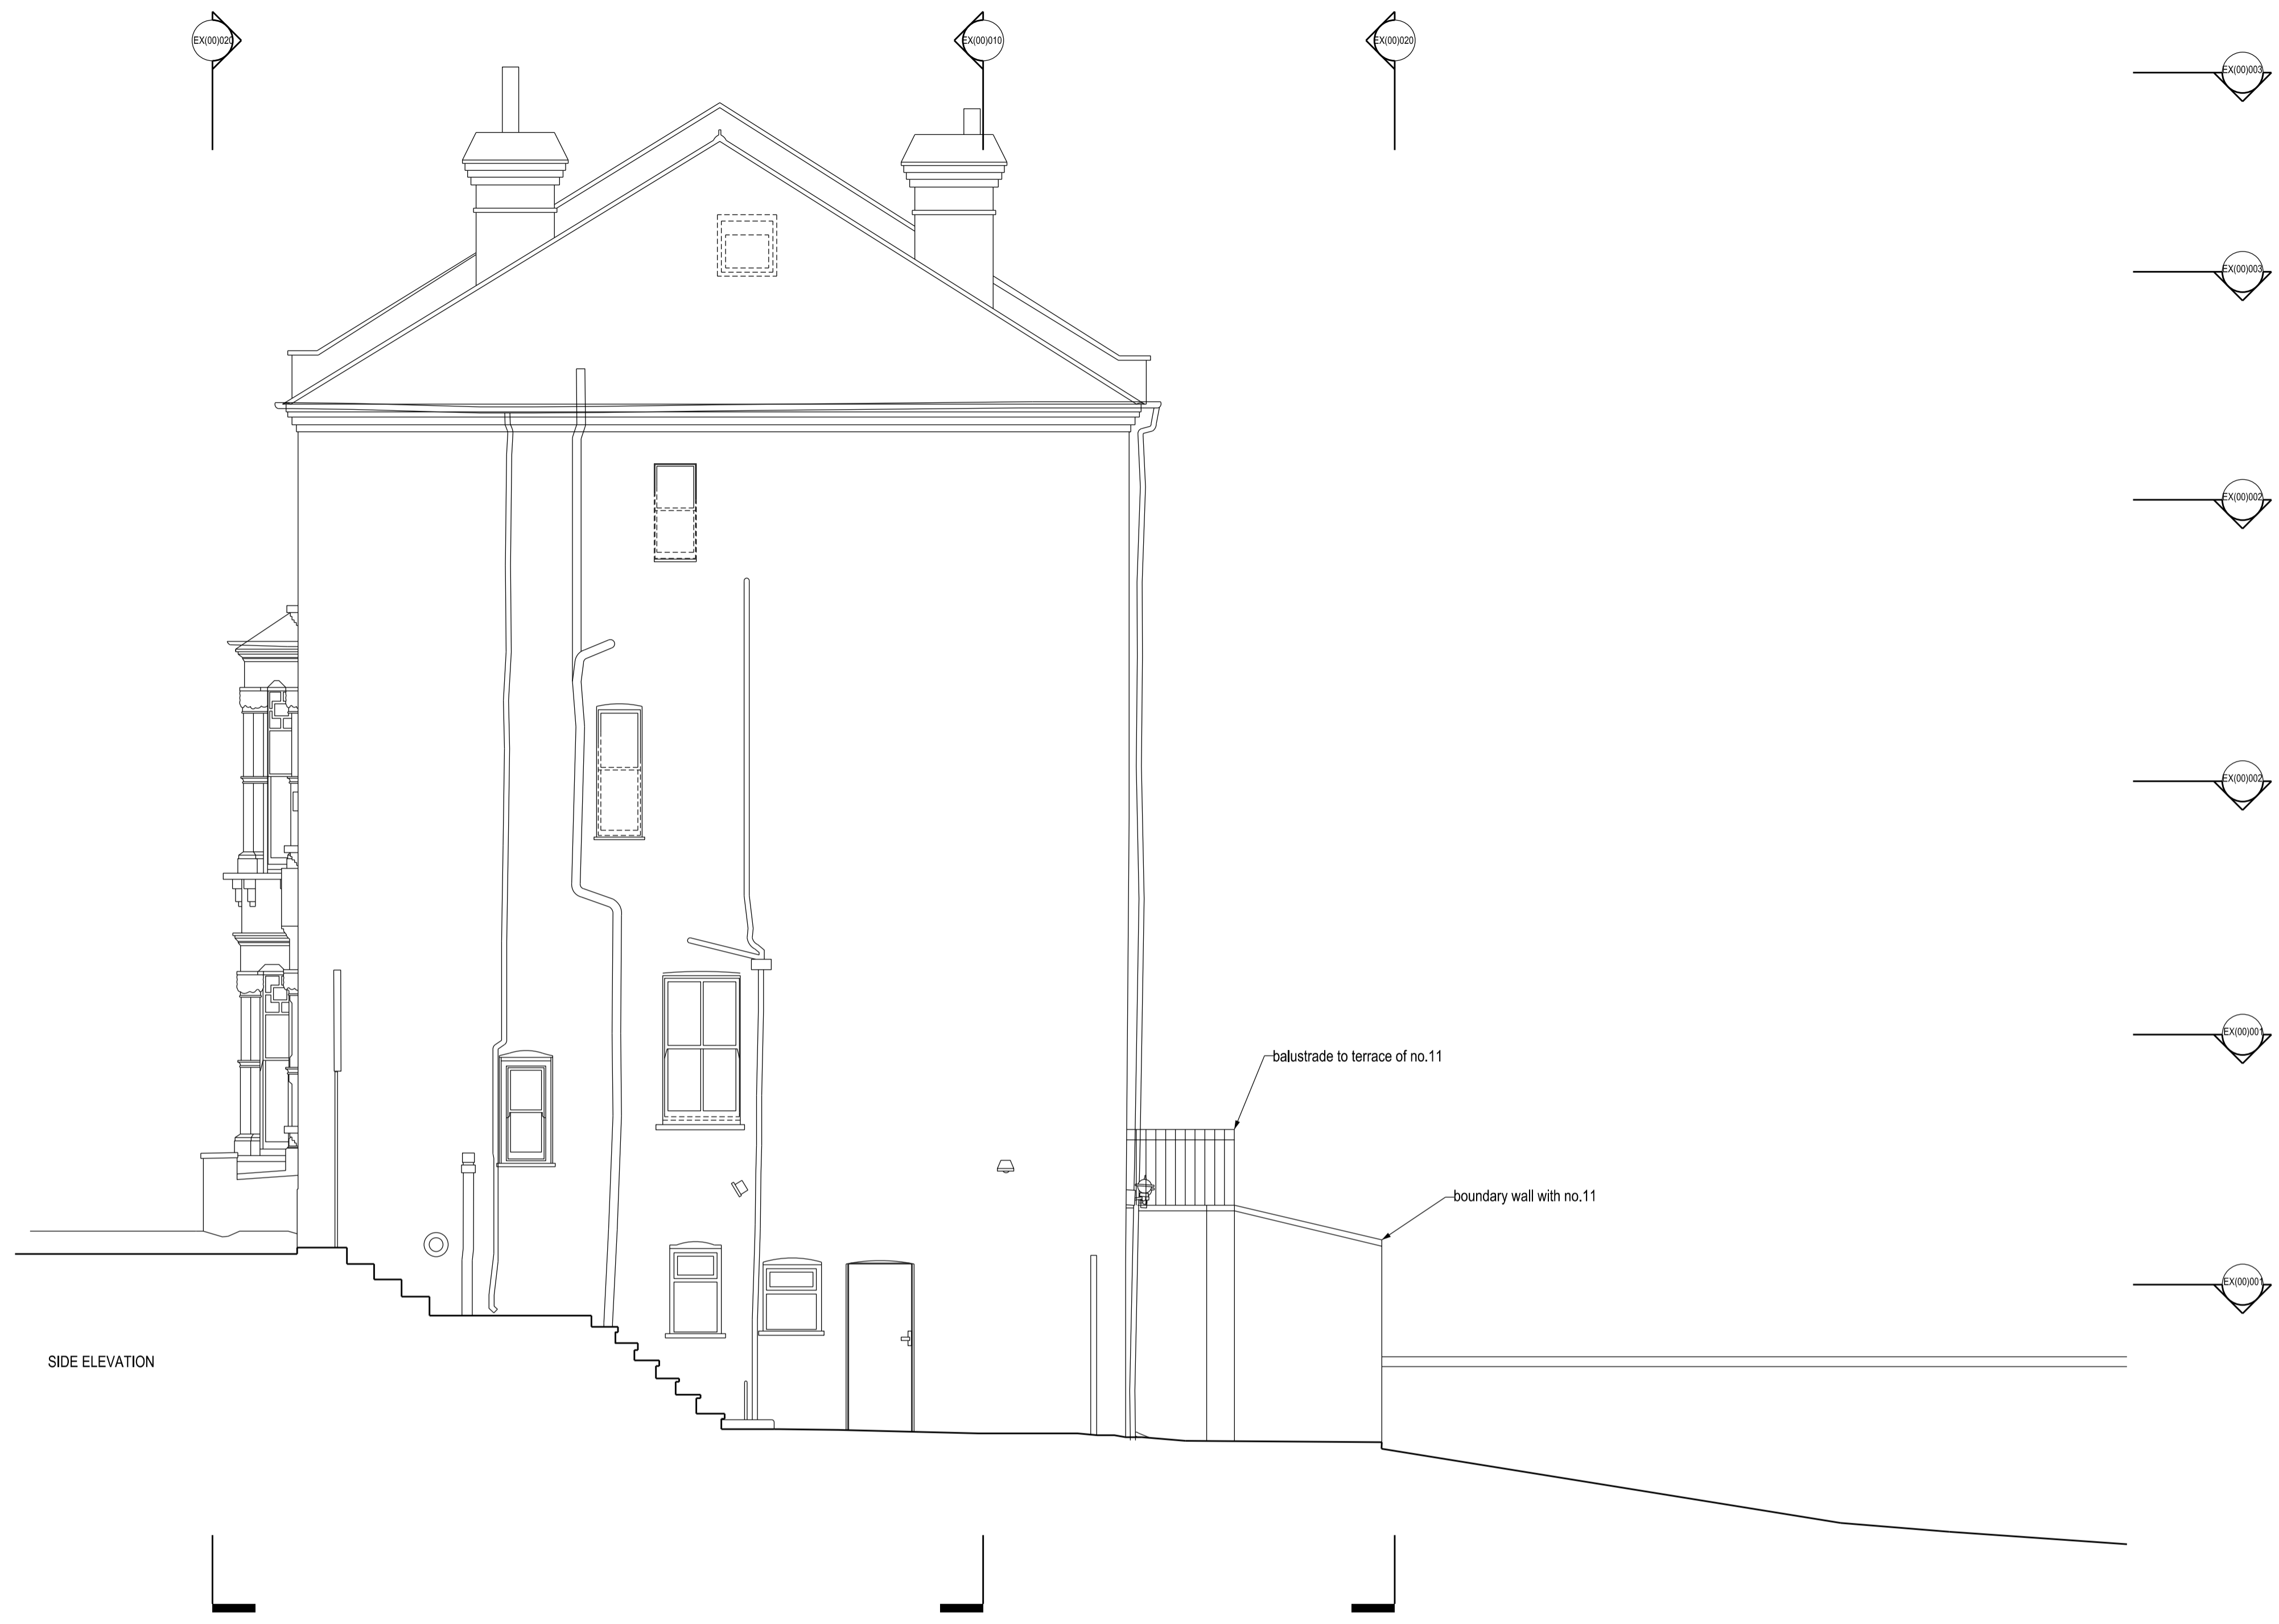 EX(00)020
EX(00)010
EX(00)020
EX(00)003
EX(00)003
EX(00)002
EX(00)002
EX(00)001
balustrade to terrace of no.11
boundary wall with no.11
EX(00)001
SIDE ELEVATION